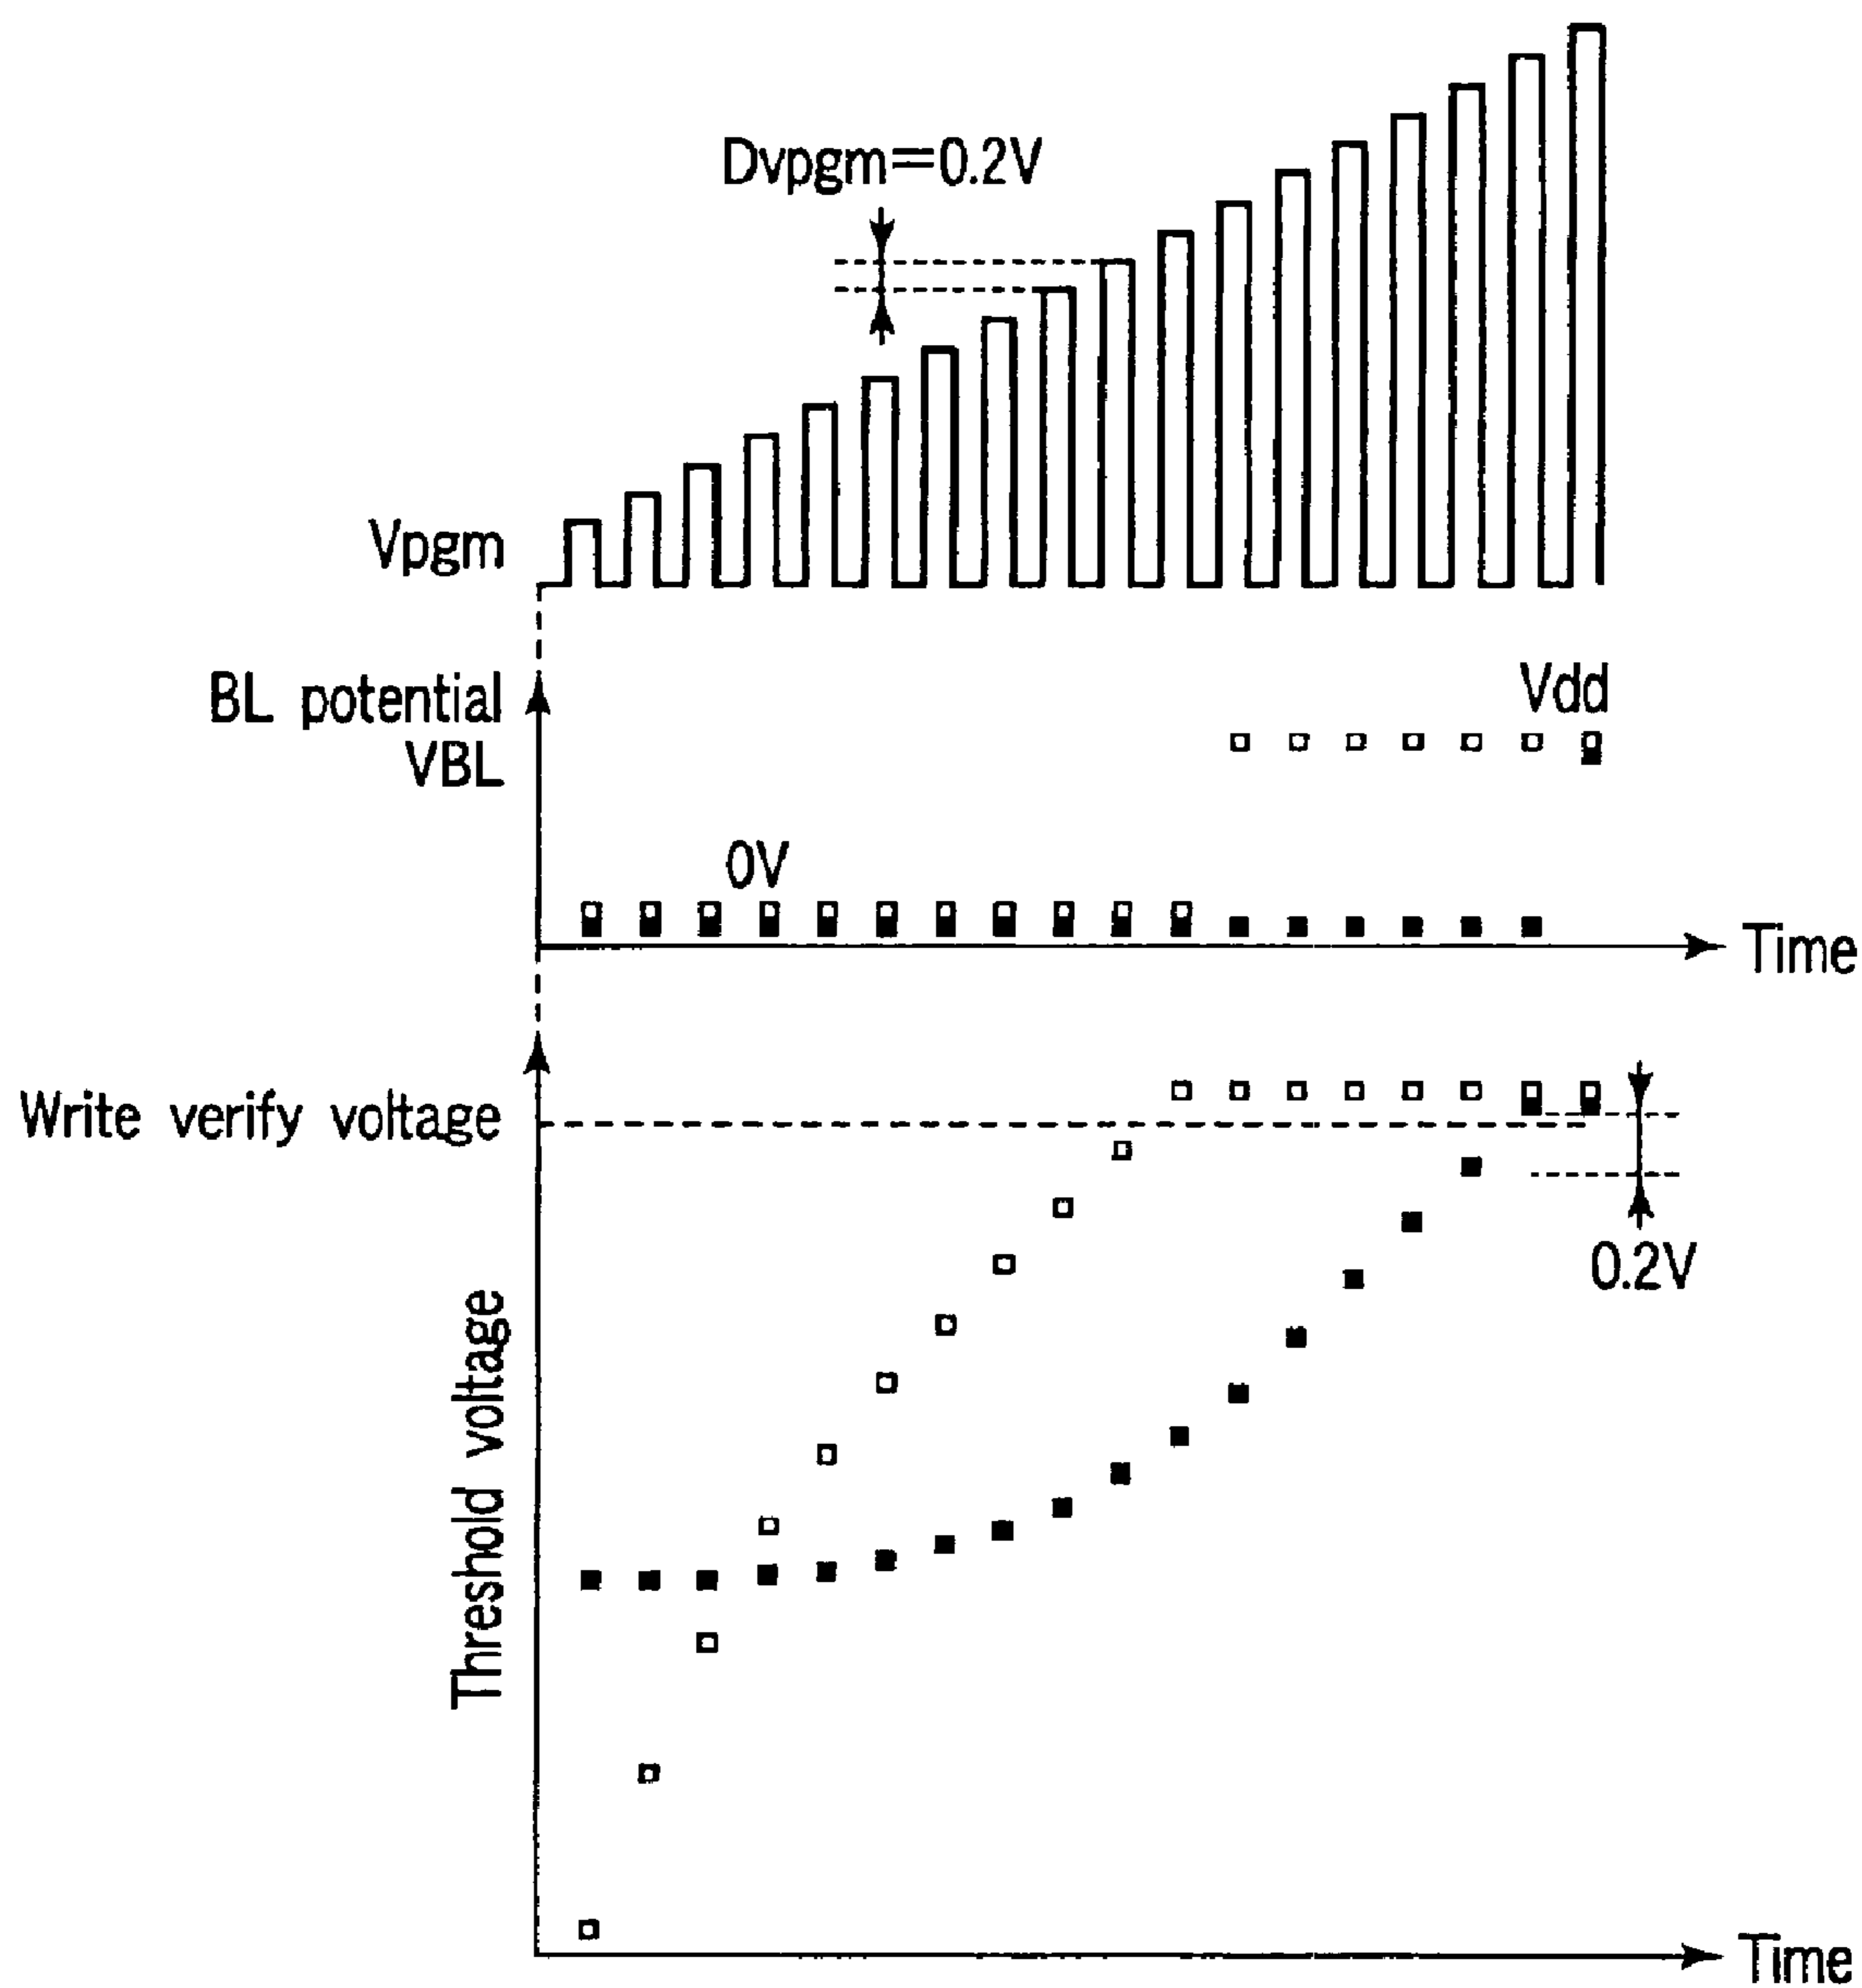 Dvpgm=0.2V
Vpgm
BL potential
VBL
Vdd
0V
Time
Write verify voltage
0.2V
Threshold voltage
Time